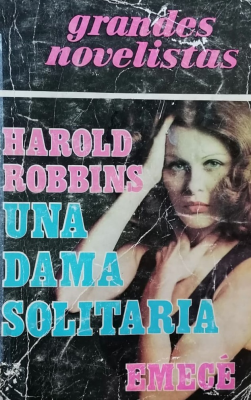 grandes
novelistas
HAROLD
ROBBINS
UNA
DAMA
SOLITARIA
EMECÉ